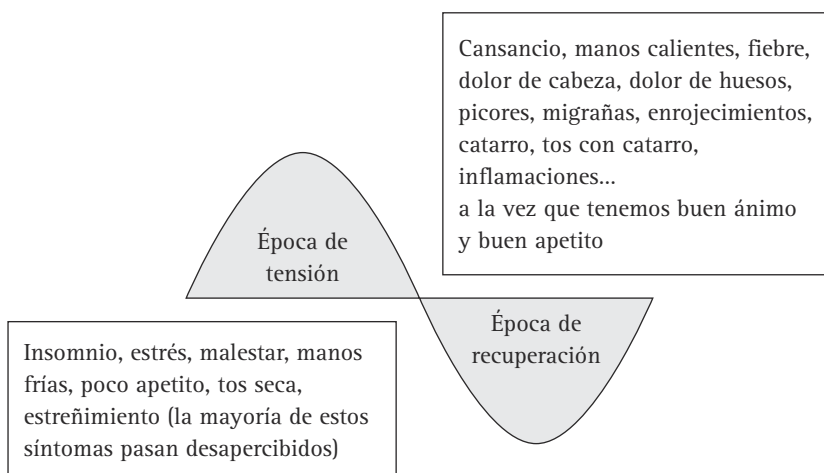 Cansancio, manos calientes, fiebre,
dolor de cabeza, dolor de huesos,
picores, migrañas, enrojecimientos,
catarro, tos con catarro,
inflamaciones...
a la vez que tenemos buen ánimo
y buen apetito
Época de
tensión
Época de
recuperación
Insomnio, estrés, malestar, manos
frías, poco apetito, tos seca,
estreñimiento (la mayoría de estos
síntomas pasan desapercibidos)